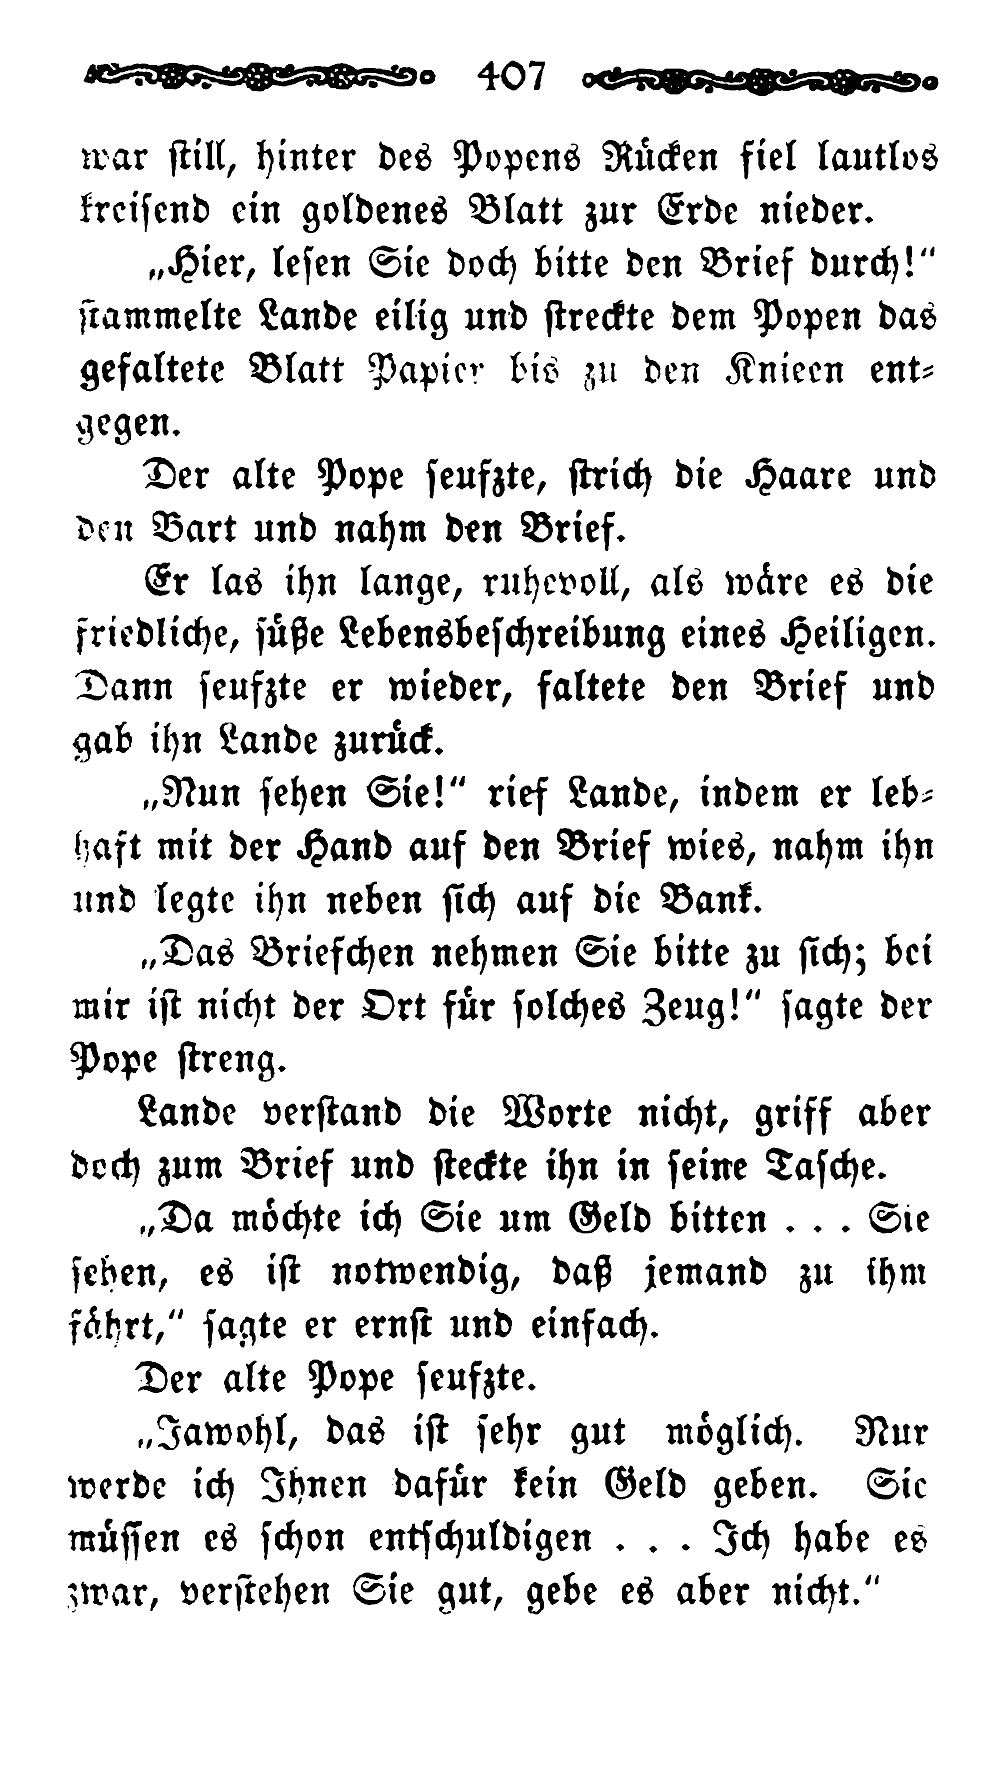 407
war still, hinter des Popens Rücken fiel lautlos
kreisend ein goldenes Blatt zur Erde nieder.
„Hier, lesen Sie doch bitte den Brief durch!“
stammelte Lande eilig und streckte dem Popen das
gefaltete Blatt Papier bis zu den Knieen ent-
gegen.
Der alte Pope seufzte, strich die Haare und
den Bart und nahm den Brief.
Er las ihn lange, ruhevoll, als wäre es die
friedliche, süße Lebensbeschreibung eines Heiligen.
Dann seufzte er wieder, faltete den Brief und
gab ihn Lande zurück.
„Nun sehen Sie!“ rief Lande, indem er leb-
haft mit der Hand auf den Brief wies, nahm ihn
und legte ihn neben sich auf die Bank.
„Das Briefchen nehmen Sie bitte zu sich; bei
mir ist nicht der Ort für solches Zeug!“ sagte der
Pope streng.
Lande verstand die Worte nicht, griff aber
doch zum Brief und steckte ihn in seine Tasche.
„Da möchte ich Sie um Geld bitten . . . Sie
sehen, es ist notwendig, daß jemand zu ihm
fährt,“ sagte er ernst und einfach.
Der alte Pope seufzte.
„Jawohl, das ist sehr gut möglich. Nur
werde ich Ihnen dafür kein Geld geben. Sie
müssen es schon entschuldigen . . . Ich habe es
zwar, verstehen Sie gut, gebe es aber nicht.“